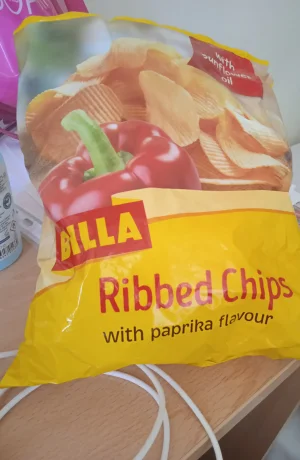 with
sunflower
oil
BILLA
Ribbed Chips
with paprika flavour